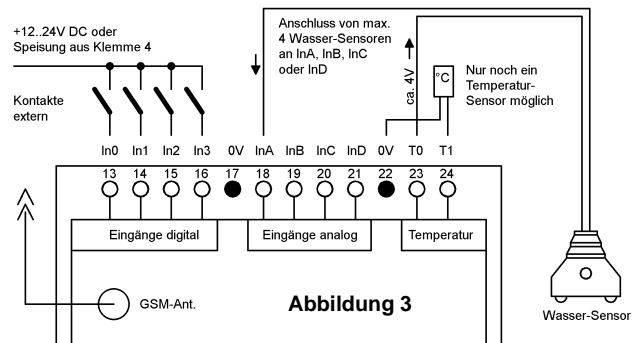 +12..24V DC oder
Speisung aus Klemme 4
Kontakte
extern
Anschluss von max.
4 Wasser-Sensoren
an InA, InB, InC
oder InD
ca. 4V
°C
Nur noch ein
Temperatur-
Sensor möglich
In0 In1 In2 In3 0V InA InB InC InD 0V T0 T1
13 14 15 16 17 18 19 20 21 22 23 24
Eingänge digital Eingänge analog Temperatur
GSM-Ant.
Abbildung 3
Wasser-Sensor